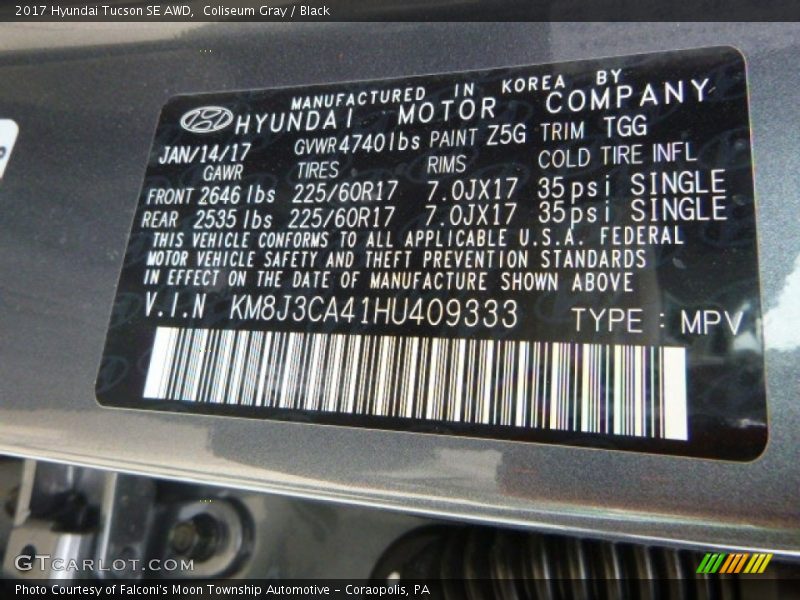 2017 Hyundai Tucson SE AWD,  Coliseum Gray / Black
MANUFACTURED IN KOREA BY
HYUNDAI MOTOR COMPANY
JAN/14/17 GVWR 4740lbs PAINT Z5G TRIM TGG
GAWR TIRES RIMS COLD TIRE INFL
FRONT 2646 lbs 225/60R17 7.0JX17 35psi SINGLE
REAR 2535 lbs 225/60R17 7.0JX17 35psi SINGLE
THIS VEHICLE CONFORMS TO ALL APPLICABLE U.S.A. FEDERAL
MOTOR VEHICLE SAFETY AND THEFT PREVENTION STANDARDS
IN EFFECT ON THE DATE OF MANUFACTURE SHOWN ABOVE
V.I.N KM8J3CA41HU409333 TYPE : MPV
GTCARLOT.COM
Photo Courtesy of Falconi's Moon Township Automotive - Coraopolis, PA